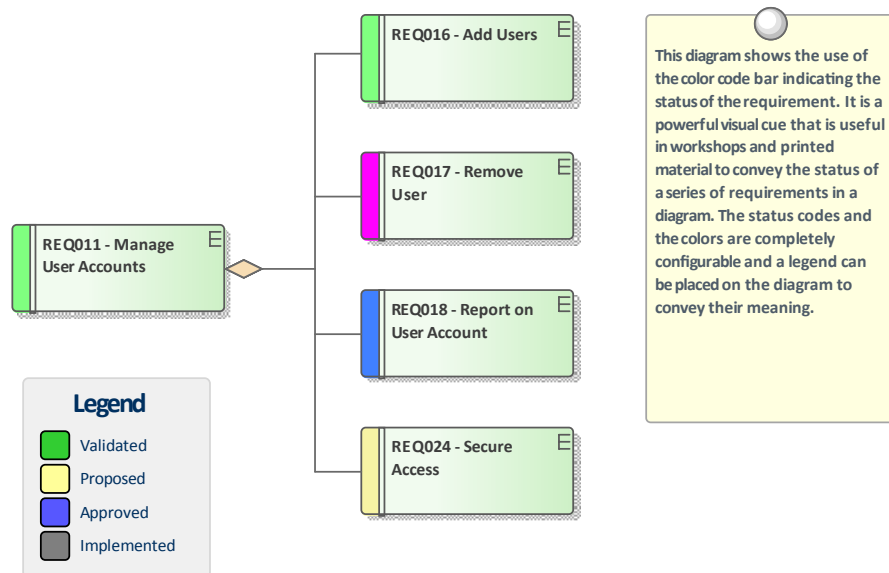 REQ016 - Add Users
REQ017 - Remove
User
REQ011 - Manage
User Accounts
REQ018 - Report on
User Account
REQ024 - Secure
Access
This diagram shows the use of
the color code bar indicating the
status of the requirement. It is a
powerful visual cue that is useful
in workshops and printed
material to convey the status of
a series of requirements in a
diagram. The status codes and
the colors are completely
configurable and a legend can
be placed on the diagram to
convey their meaning.
Legend
Validated
Proposed
Approved
Implemented